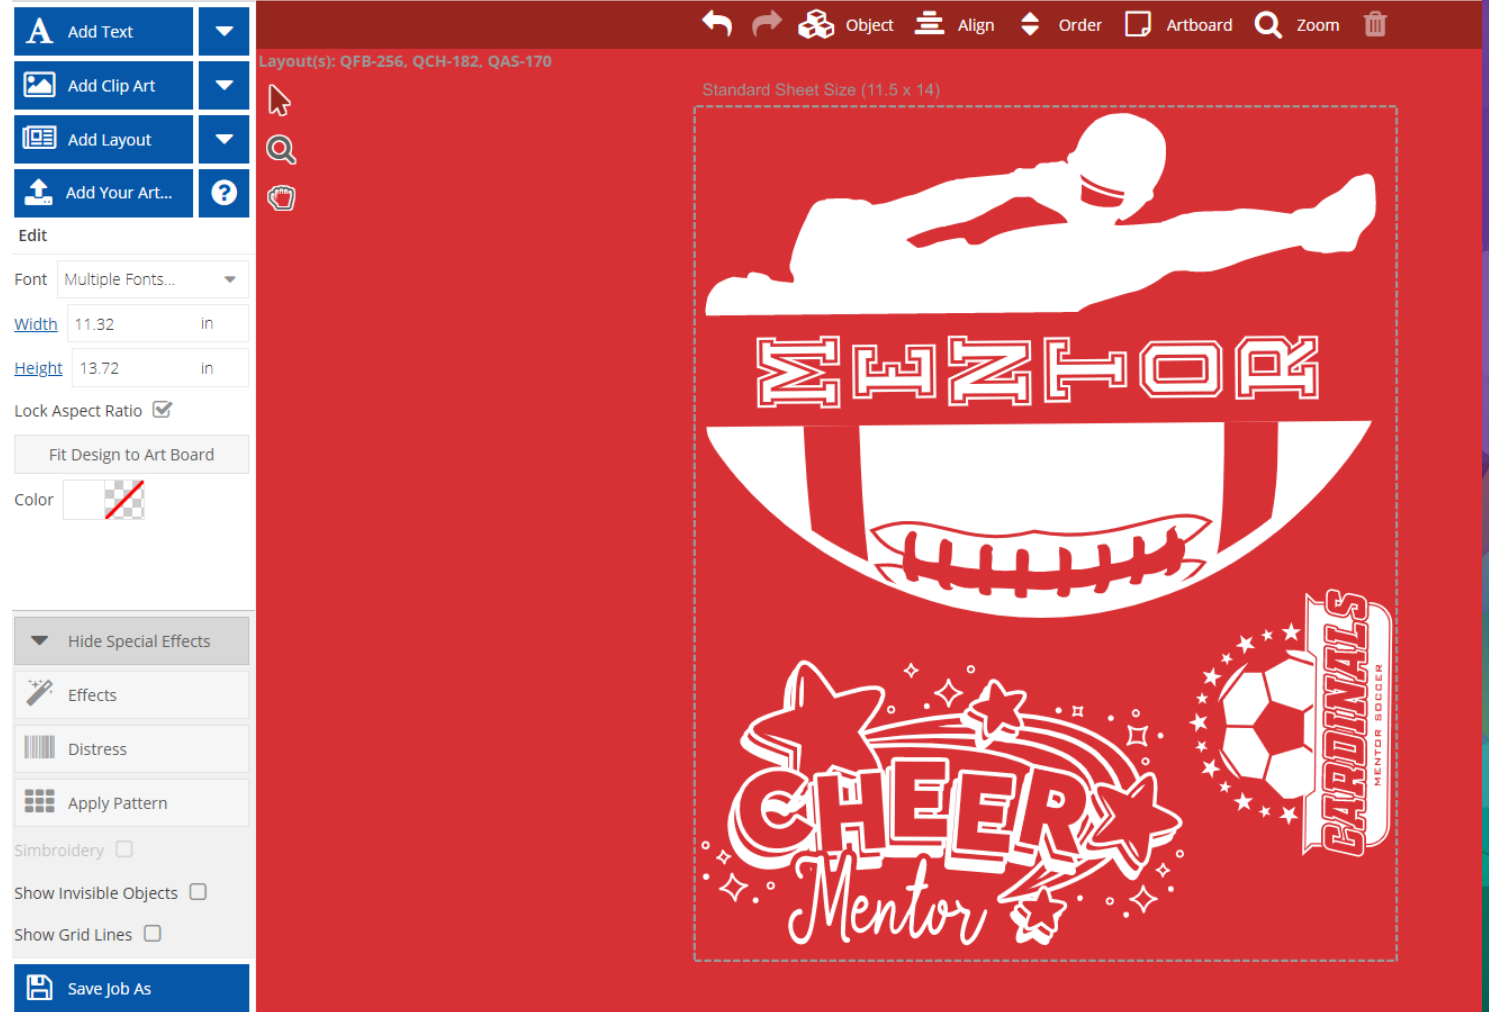 Add Text
Add Clip Art
Add Layout
Add Your Art...
?
Edit
Font Multiple Fonts...
Width 11.32 in
Height 13.72 in
Lock Aspect Ratio
Fit Design to Art Board
Color
Hide Special Effects
Effects
Distress
Apply Pattern
Simbroidery
Show Invisible Objects
Show Grid Lines
Save Job As
Object Align Order Artboard Zoom
Layout(s): QFB-256, QCH-182, QAS-170
Standard Sheet Size (11.5 x 14)
MENTOR
CHEER
Mentor
CARDINALS
MENTOR SOCCER